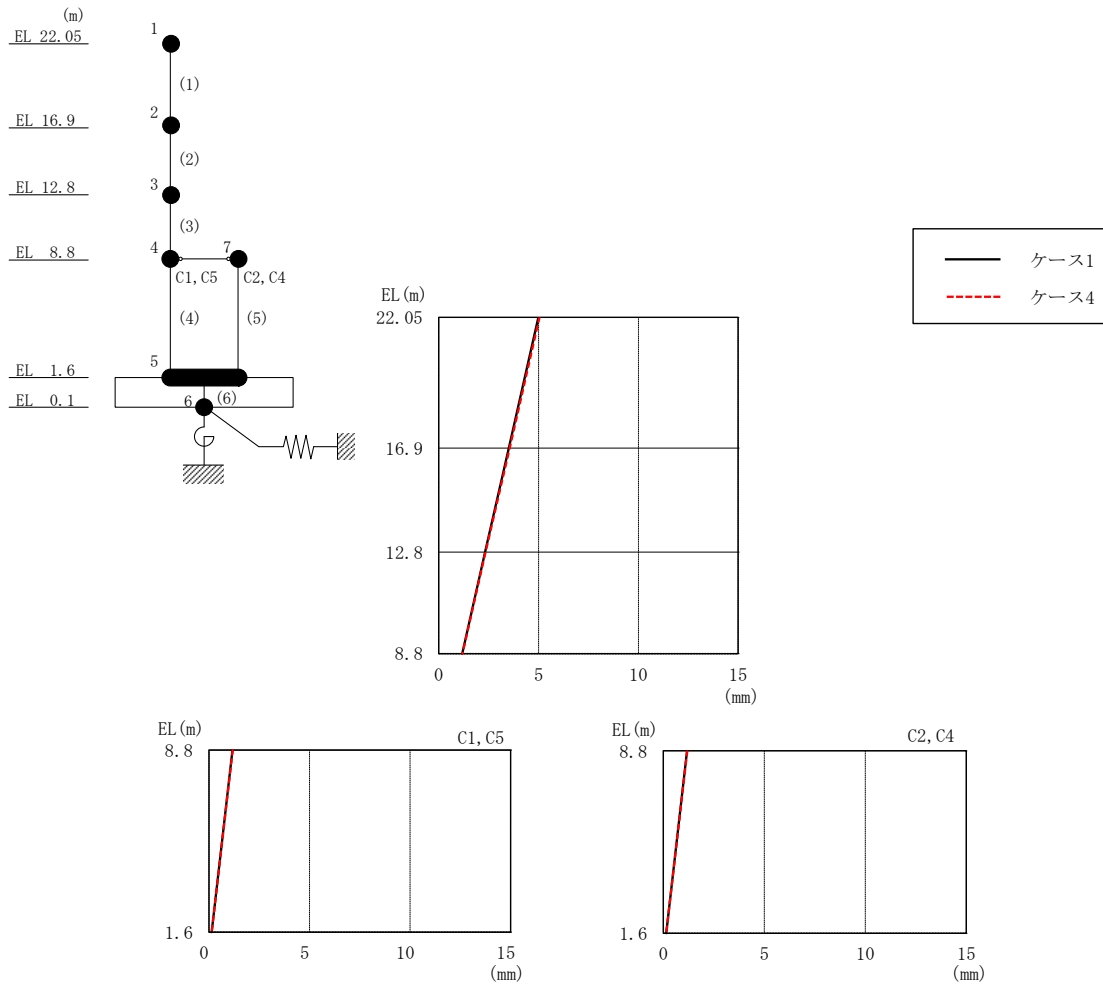 (m)
EL 22.05
EL 16.9
EL 12.8
EL 8.8
EL 1.6
EL 0.1
1
(1)
2
(2)
3
(3)
4
7
C1,C5
C2,C4
(4)
(5)
5
6
(6)
ケース1
ケース4
EL(m)
22.05
16.9
12.8
8.8
0 5 10 15
(mm)
EL(m)
C1,C5
8.8
1.6
0 5 10 15
(mm)
EL(m)
C2,C4
8.8
1.6
0 5 10 15
(mm)